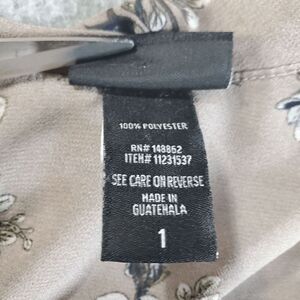 100% POLYESTER
RN# 148862
ITEM# 11231537
SEE CARE ON REVERSE
MADE IN
GUATEMALA
1